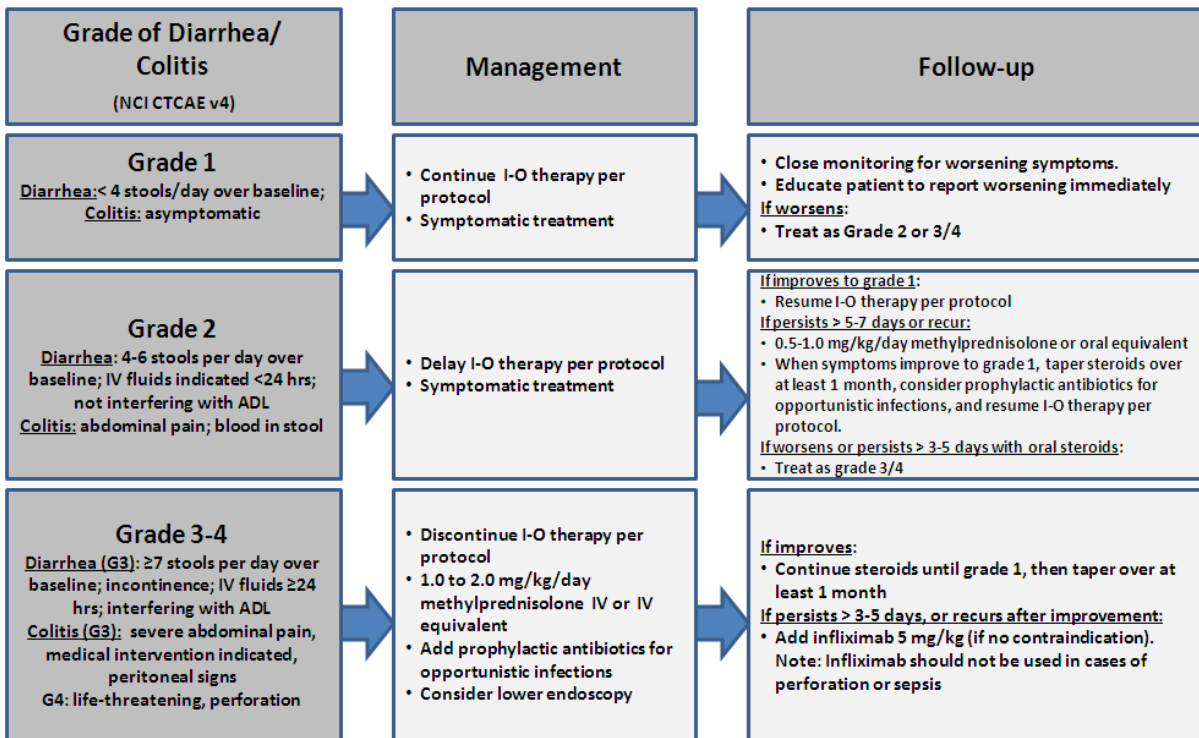 Grade of Diarrhea/
Colitis
(NCI CTCAE v4)
Management
Follow-up
Grade 1
Diarrhea:< 4 stools/day over baseline;
Colitis: asymptomatic
• Continue I-O therapy per
protocol
• Symptomatic treatment
• Close monitoring for worsening symptoms.
• Educate patient to report worsening immediately
If worsens:
• Treat as Grade 2 or 3/4
Grade 2
Diarrhea: 4-6 stools per day over
baseline; IV fluids indicated <24 hrs;
not interfering with ADL
Colitis: abdominal pain; blood in stool
• Delay I-O therapy per protocol
• Symptomatic treatment
If improves to grade 1:
• Resume I-O therapy per protocol
If persists > 5-7 days or recur:
• 0.5-1.0 mg/kg/day methylprednisolone or oral equivalent
• When symptoms improve to grade 1, taper steroids over
at least 1 month, consider prophylactic antibiotics for
opportunistic infections, and resume I-O therapy per
protocol.
If worsens or persists > 3-5 days with oral steroids:
• Treat as grade 3/4
Grade 3-4
Diarrhea (G3): ≥7 stools per day over
baseline; incontinence; IV fluids ≥24
hrs; interfering with ADL
Colitis (G3): severe abdominal pain,
medical intervention indicated,
peritoneal signs
G4: life-threatening, perforation
• Discontinue I-O therapy per
protocol
• 1.0 to 2.0 mg/kg/day
methylprednisolone IV or IV
equivalent
• Add prophylactic antibiotics for
opportunistic infections
• Consider lower endoscopy
If improves:
• Continue steroids until grade 1, then taper over at
least 1 month
If persists > 3-5 days, or recurs after improvement:
• Add infliximab 5 mg/kg (if no contraindication).
Note: Infliximab should not be used in cases of
perforation or sepsis